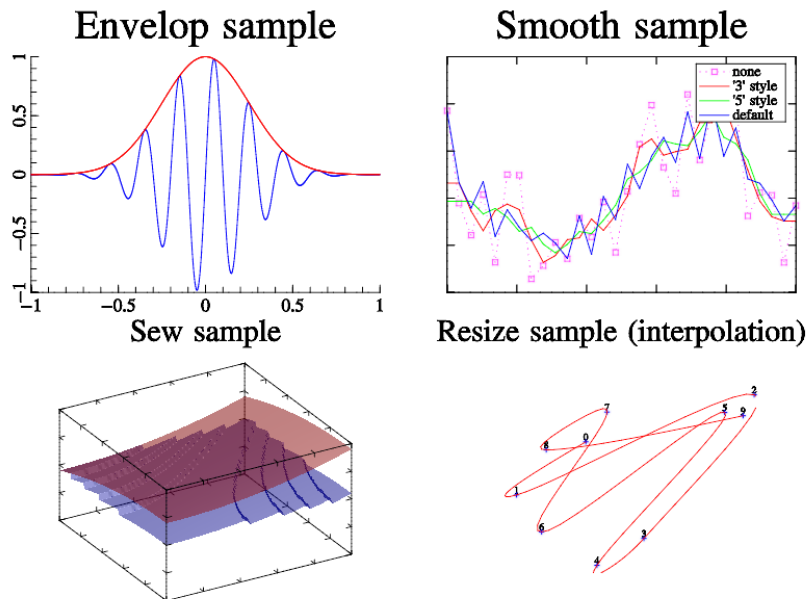 Envelop sample
1
0.5
0
−0.5
−1
−1
−0.5
0
0.5
1
Smooth sample
none
'3' style
'5' style
default
Sew sample
Resize sample (interpolation)
2
7
5
9
0
8
1
6
3
4